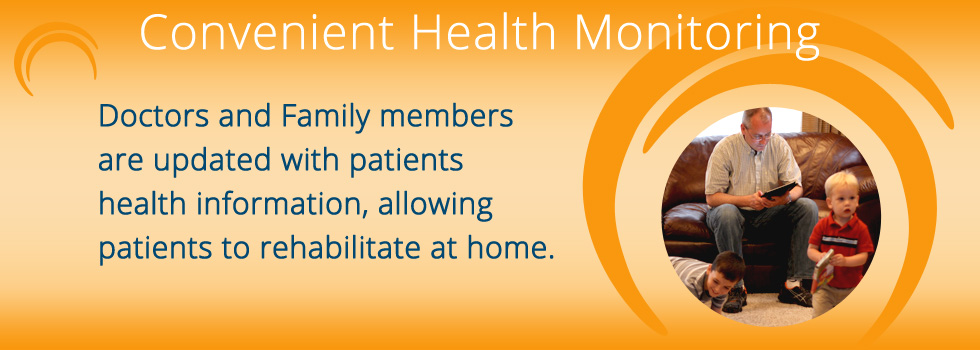 Convenient Health Monitoring
Doctors and Family members
are updated with patients
health information, allowing
patients to rehabilitate at home.